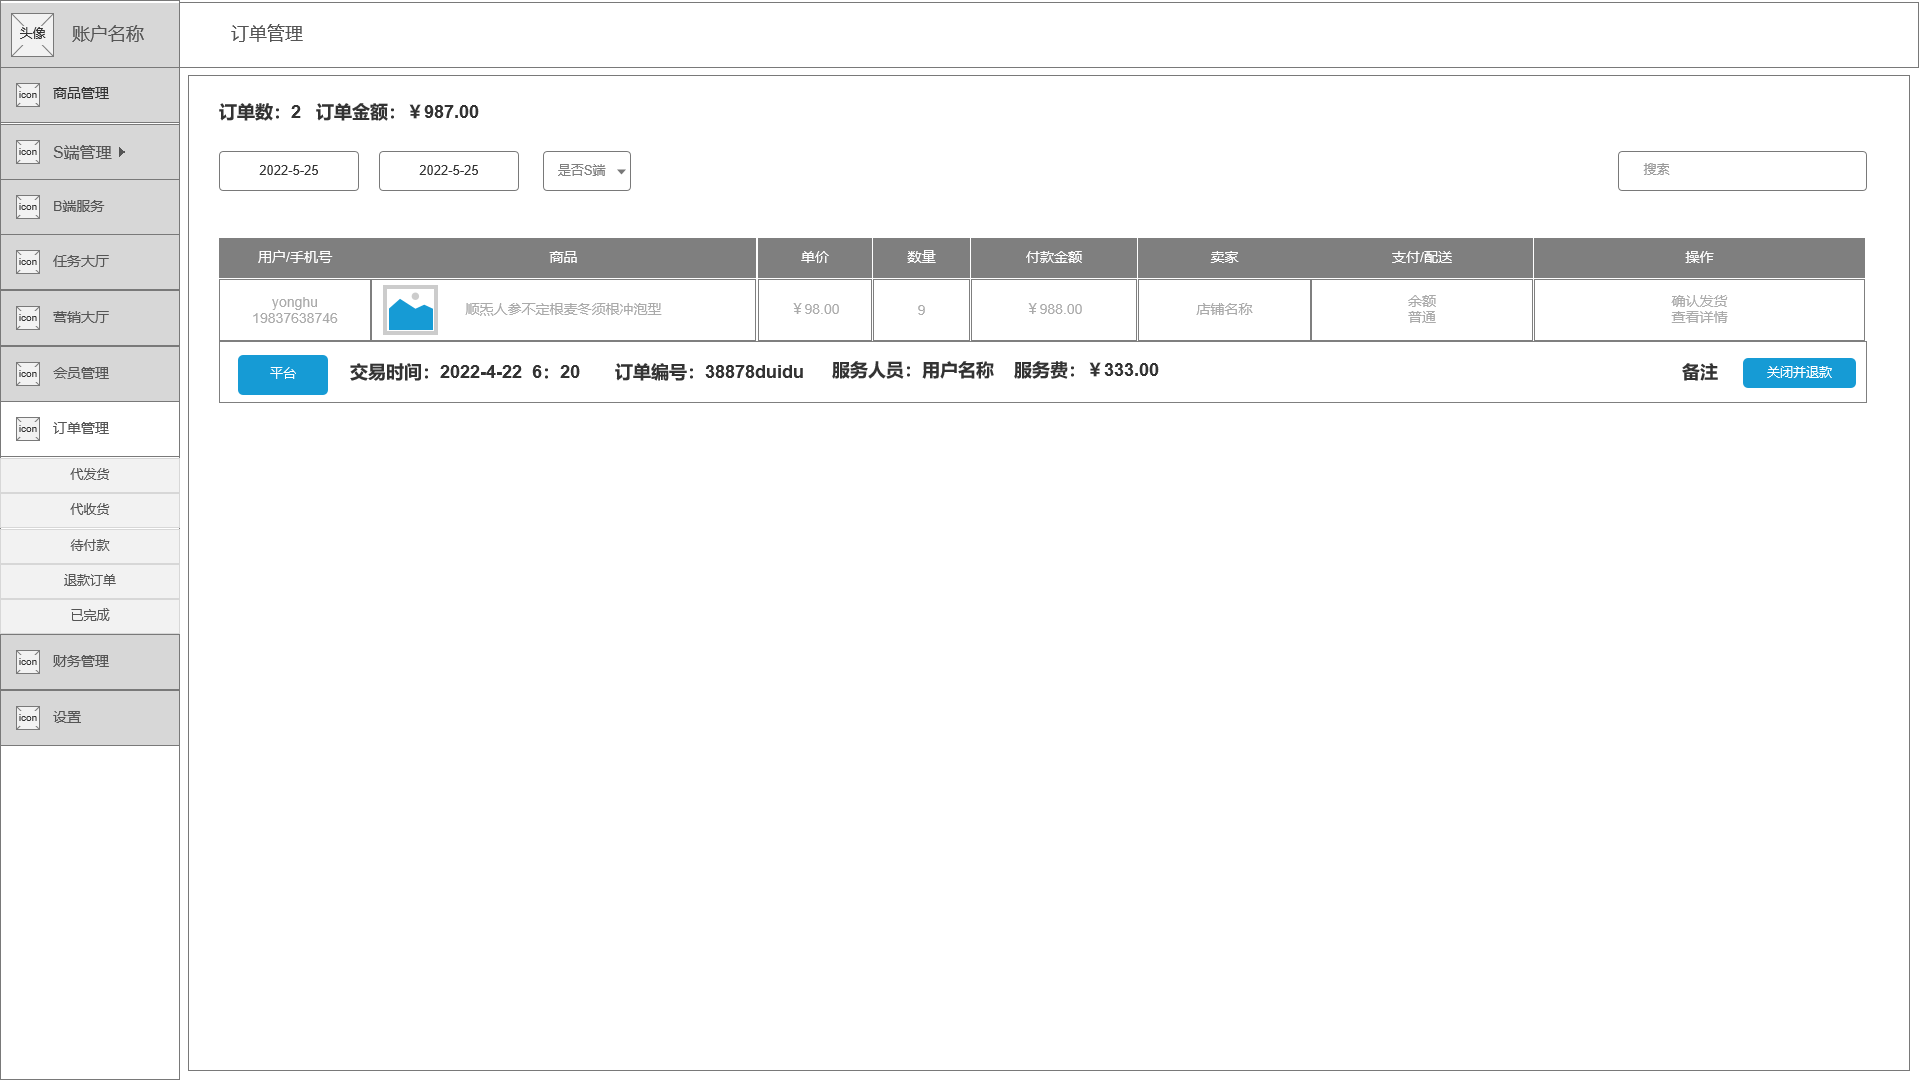 头像 账户名称
订单管理
icon 商品管理
icon S端管理
icon B端服务
icon 任务大厅
icon 营销大厅
icon 会员管理
icon 订单管理
代发货
代收货
待付款
退款订单
已完成
icon 财务管理
icon 设置
订单数：2 订单金额：￥987.00
2022-5-25 2022-5-25 是否S端 搜索
用户/手机号 商品 单价 数量 付款金额 卖家 支付/配送 操作
yonghu
19837638746
顺炁人参不定根麦冬须根冲泡型 ￥98.00 9 ￥988.00 店铺名称
余额
普通
确认发货
查看详情
平台 交易时间：2022-4-22 6：20 订单编号：38878duidu 服务人员：用户名称 服务费：￥333.00 备注 关闭并退款